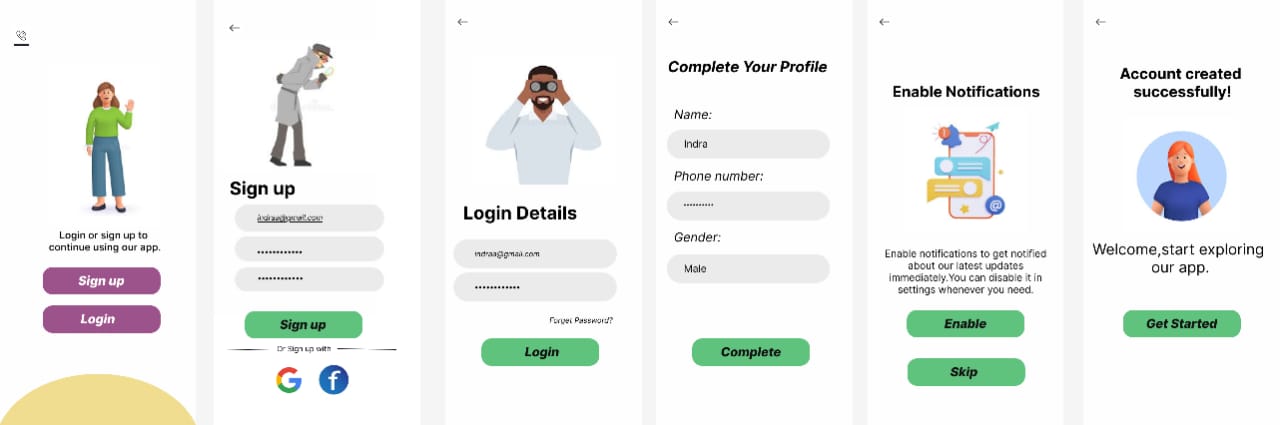 Login or sign up to
continue using our app.
Sign up
Login
Sign up
indraa@gmail.com
••••••••••••
••••••••••••
Sign up
Or Sign up with
G f
Login Details
indraa@gmail.com
••••••••••••
Forget Password?
Login
Complete Your Profile
Name:
Indra
Phone number:
••••••••••
Gender:
Male
Complete
Enable Notifications
@
Enable notifications to get notified
about our latest updates
immediately.You can disable it in
settings whenever you need.
Enable
Skip
Account created
successfully!
Welcome,start exploring
our app.
Get Started